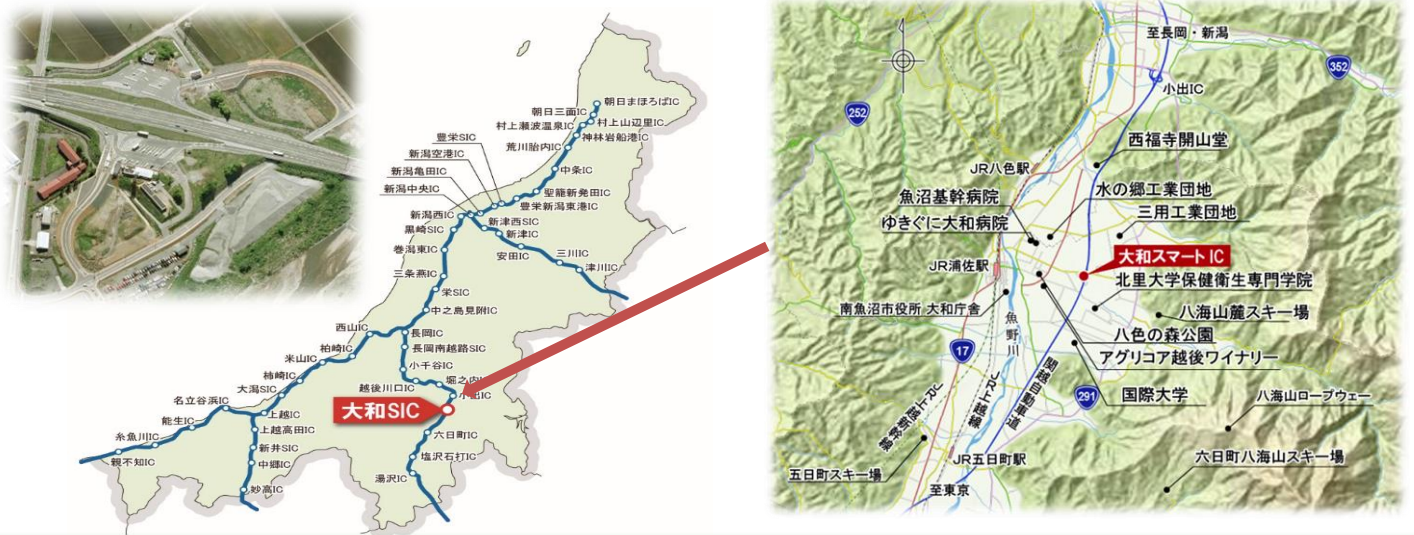 朝日まほろばIC
朝日三面IC
村上山辺里IC
村上瀬波温泉IC
神林岩船港IC
荒川胎内IC
豊栄SIC
新潟空港IC
新潟亀田IC
新潟中央IC
中条IC
聖籠新発田IC
豊栄新潟東港IC
新潟西IC
黒崎SIC
新津西SIC
新津IC
巻潟東IC
安田IC
三川IC
津川IC
三条燕IC
栄SIC
中之島見附IC
西山IC
長岡IC
柏崎IC
長岡南越路SIC
米山IC
小千谷IC
柿崎IC
越後川口IC
堀之内
大潟SIC
小出IC
名立谷浜IC
大和SIC
能生IC
上越IC
上越高田IC
六日町IC
糸魚川IC
新井SIC
塩沢石打IC
親不知IC
中郷IC
湯沢IC
妙高IC
至長岡・新潟
352
小出IC
252
西福寺開山堂
JR八色駅
魚沼基幹病院
水の郷工業団地
ゆきぐに大和病院
三用工業団地
大和スマートIC
JR浦佐駅
北里大学保健衛生専門学院
南魚沼市役所 大和庁舎
八海山麓スキー場
魚野川
八色の森公園
17
アグリコア越後ワイナリー
関越自動車道
JR上越線
JR上越新幹線
291
国際大学
八海山ロープウェー
五日町スキー場
JR五日町駅
六日町八海山スキー場
至東京